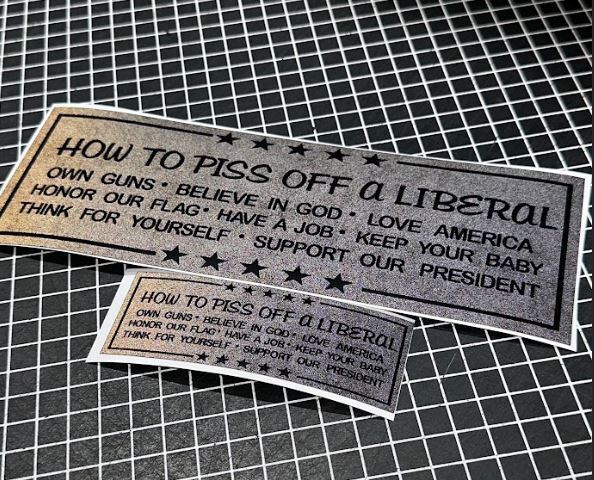 HOW TO PISS OFF a LIBERAL
OWN GUNS • BELIEVE IN GOD • LOVE AMERICA
HONOR OUR FLAG • HAVE A JOB • KEEP YOUR BABY
THINK FOR YOURSELF • SUPPORT OUR PRESIDENT
HOW TO PISS OFF a LIBERAL
OWN GUNS • BELIEVE IN GOD • LOVE AMERICA
HONOR OUR FLAG • HAVE A JOB • KEEP YOUR BABY
THINK FOR YOURSELF • SUPPORT OUR PRESIDENT